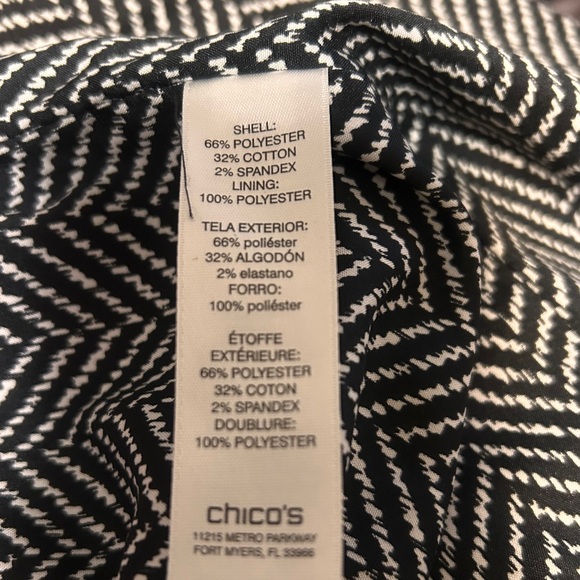 SHELL:
66% POLYESTER
32% COTTON
2% SPANDEX
LINING:
100% POLYESTER
TELA EXTERIOR:
66% poliéster
32% ALGODÓN
2% elastano
FORRO:
100% poliéster
ÉTOFFE
EXTÉRIEURE:
66% POLYESTER
32% COTON
2% SPANDEX
DOUBLURE:
100% POLYESTER
chico's
11215 METRO PARKWAY
FORT MYERS, FL 33966